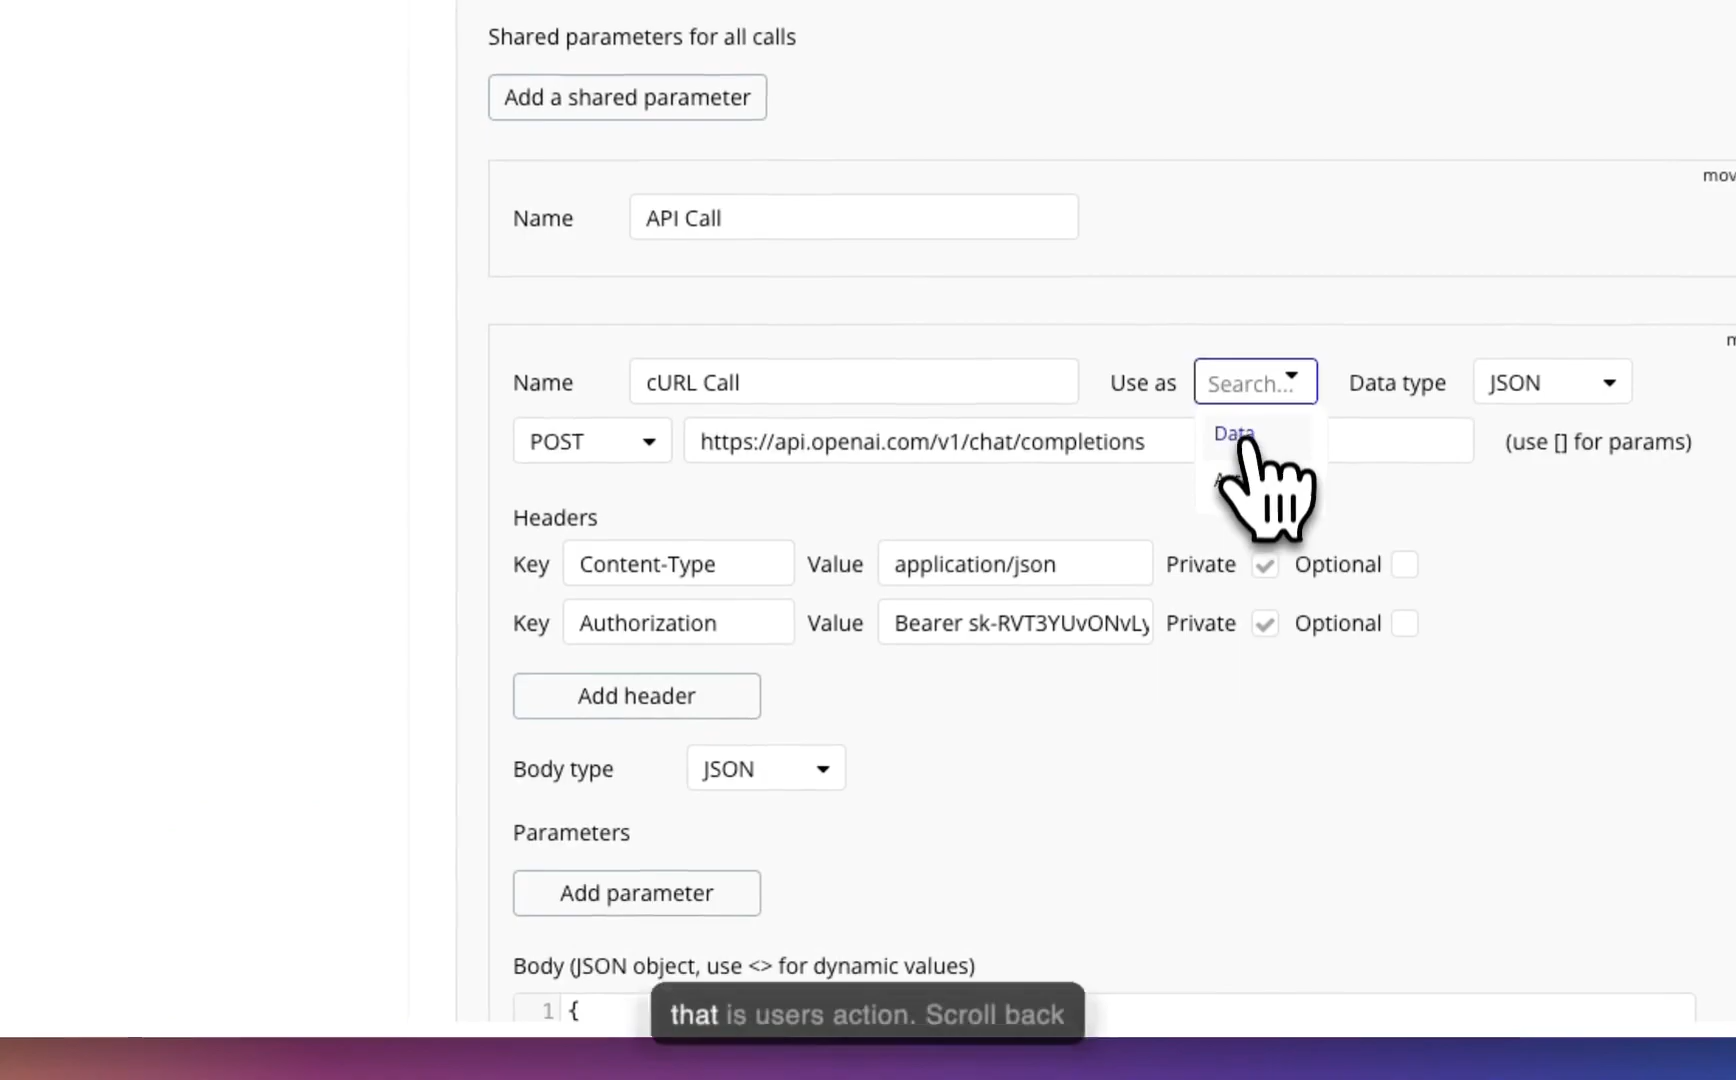 Shared parameters for all calls
Add a shared parameter
Name API Call
Name cURL Call Use as Search... Data type JSON
POST https://api.openai.com/v1/chat/completions (use [] for params)
Data
Headers
Key Content-Type Value application/json Private Optional
Key Authorization Value Bearer sk-RVT3YUvONvLy Private Optional
Add header
Body type JSON
Parameters
Add parameter
Body (JSON object, use <> for dynamic values)
1 {
that is users action. Scroll back